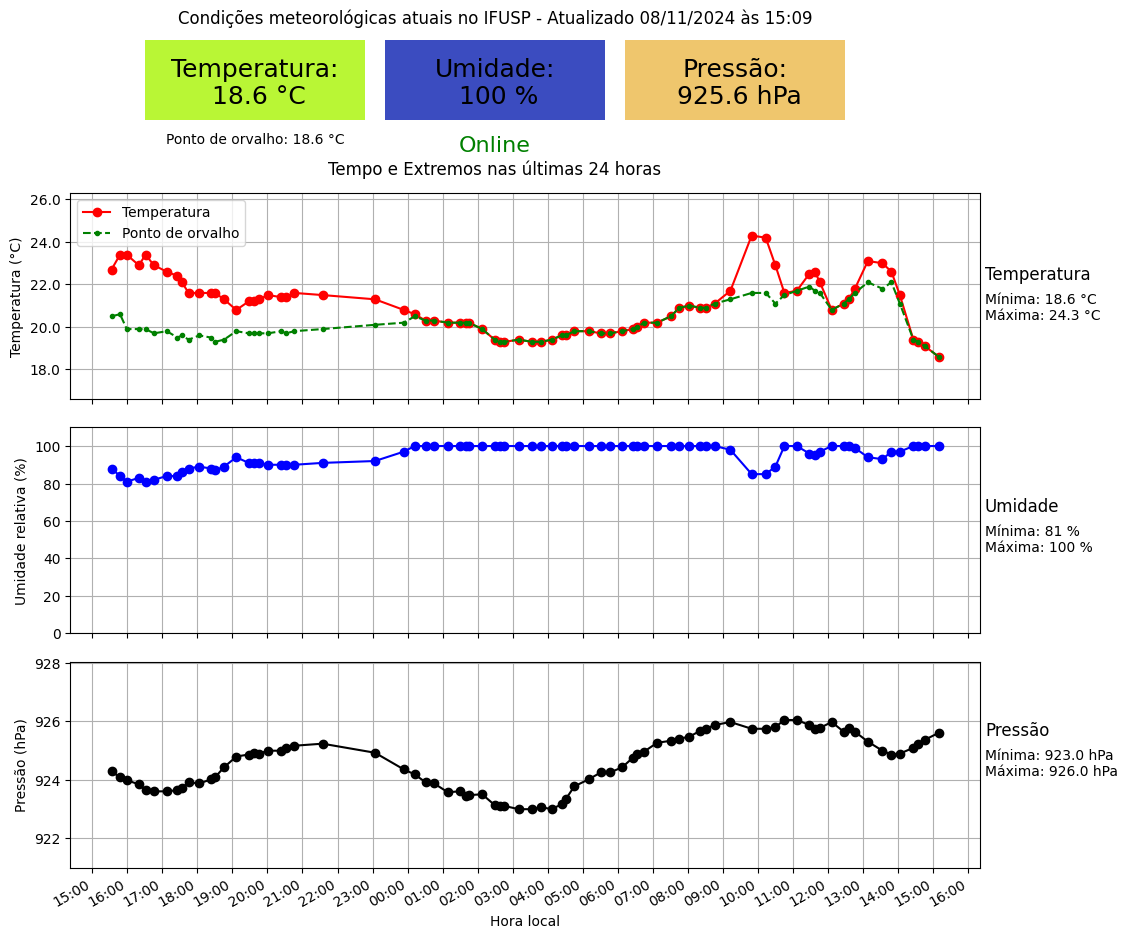 Condições meteorológicas atuais no IFUSP - Atualizado 08/11/2024 às 15:09
Temperatura:
18.6 °C
Umidade:
100 %
Pressão:
925.6 hPa
Ponto de orvalho: 18.6 °C
Online
Tempo e Extremos nas últimas 24 horas
Temperatura (°C)
26.0
24.0
22.0
20.0
18.0
Temperatura
Ponto de orvalho
Temperatura
Mínima: 18.6 °C
Máxima: 24.3 °C
Umidade relativa (%)
100
80
60
40
20
0
Umidade
Mínima: 81 %
Máxima: 100 %
Pressão (hPa)
928
926
924
922
Pressão
Mínima: 923.0 hPa
Máxima: 926.0 hPa
15:00 16:00 17:00 18:00 19:00 20:00 21:00 22:00 23:00 00:00 01:00 02:00 03:00 04:00 05:00 06:00 07:00 08:00 09:00 10:00 11:00 12:00 13:00 14:00 15:00 16:00
Hora local